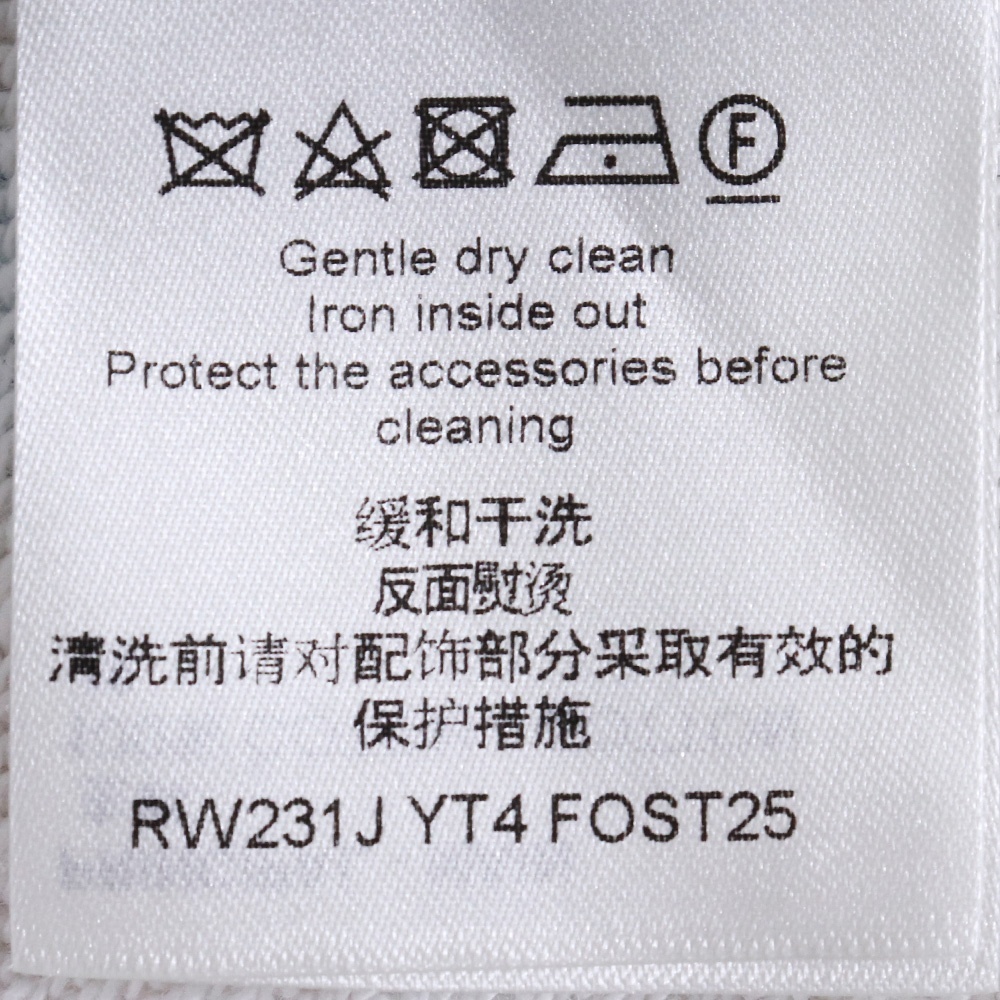 F
Gentle dry clean
Iron inside out
Protect the accessories before
cleaning
缓和干洗
反面熨烫
清洗前请对配饰部分采取有效的
保护措施
RW231J YT4 FOST25